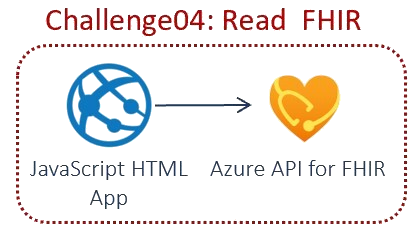 Challenge04: Read  FHIR
JavaScript HTML App
Azure API for FHIR